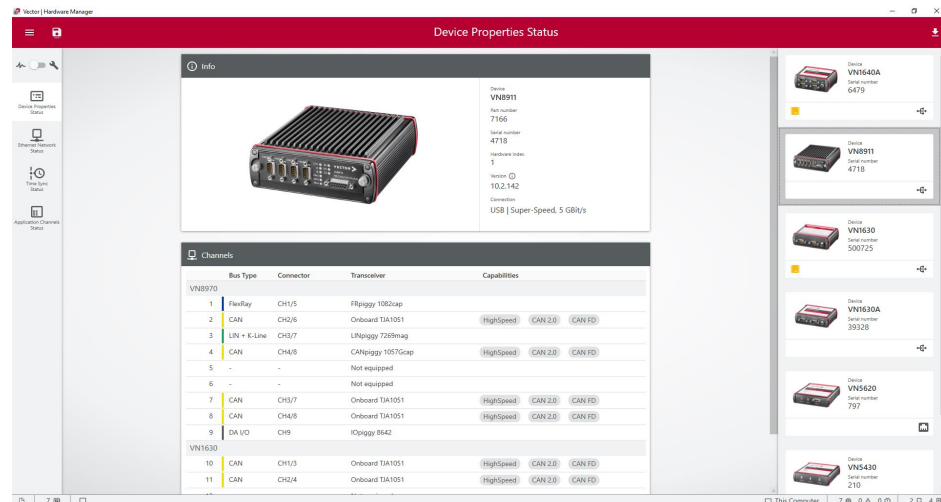 Vector | Hardware Manager
Device Properties Status
Info
Device
VN8911
Part number
7166
Serial number
4718
Hardware index
1
Version
10.2.142
Connection
USB | Super-Speed, 5 GBit/s
VECTOR
Device Properties Status
Ethernet Network Status
Time Sync Status
Application Channels Status
Channels
Bus Type Connector Transceiver Capabilities
VN8970
1 FlexRay CH1/5 FRpiggy 1082cap
2 CAN CH2/6 Onboard TJA1051 HighSpeed CAN 2.0 CAN FD
3 LIN + K-Line CH3/7 LINpiggy 7269mag
4 CAN CH4/8 CANpiggy 1057Gcap HighSpeed CAN 2.0 CAN FD
5 - - Not equipped
6 - - Not equipped
7 CAN CH3/7 Onboard TJA1051 HighSpeed CAN 2.0 CAN FD
8 CAN CH4/8 Onboard TJA1051 HighSpeed CAN 2.0 CAN FD
9 DA I/O CH9 IOpiggy 8642
VN1630
10 CAN CH1/3 Onboard TJA1051 HighSpeed CAN 2.0 CAN FD
11 CAN CH2/4 Onboard TJA1051 HighSpeed CAN 2.0 CAN FD
Device
VN1640A
Serial number
6479
Device
VN8911
Serial number
4718
Device
VN1630
Serial number
500725
Device
VN1630A
Serial number
39328
Device
VN5620
Serial number
797
Device
VN5430
Serial number
210
This Computer